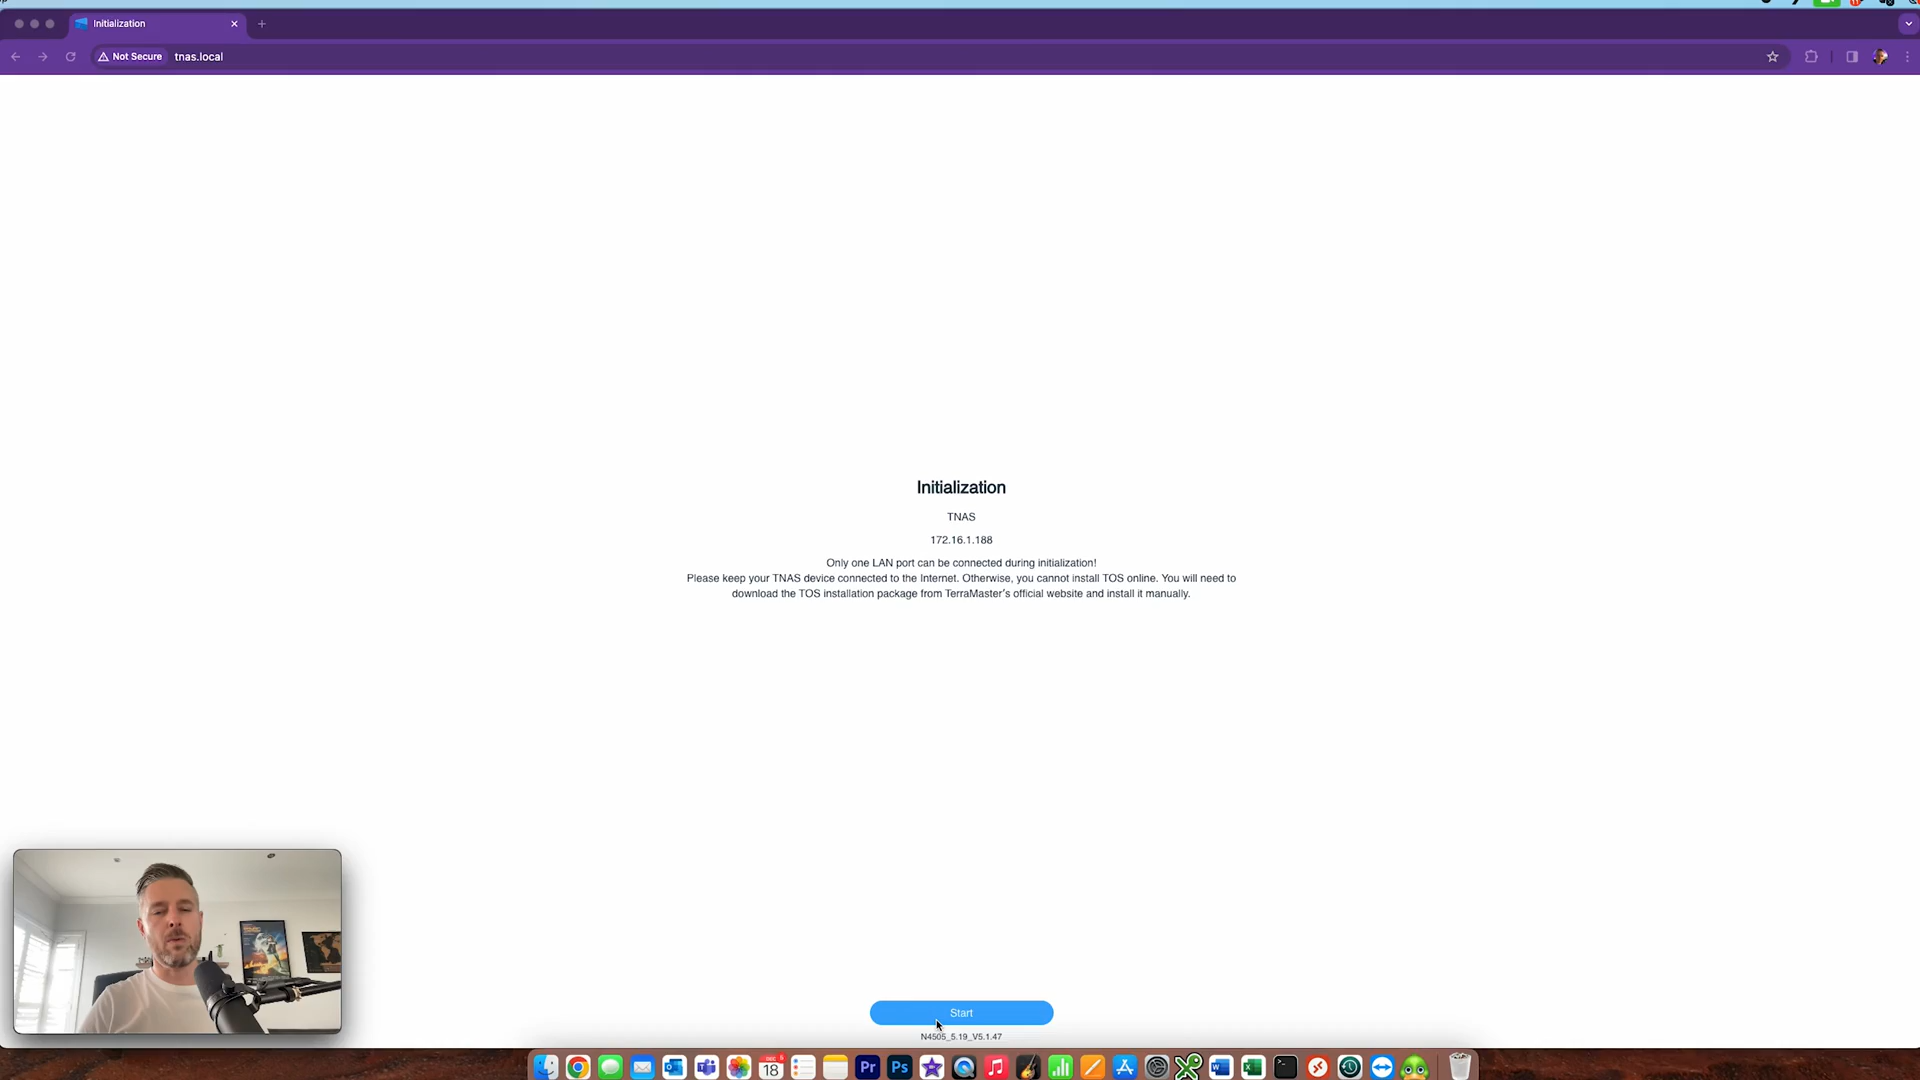 Initialization
Not Secure
tnas.local
Initialization
TNAS
172.16.1.188
Only one LAN port can be connected during initialization!
Please keep your TNAS device connected to the Internet. Otherwise, you cannot install TOS online. You will need to
download the TOS installation package from TerraMaster's official website and install it manually.
Start
N4505_5.19_V5.1.47
DEC
18
Pr
Ps